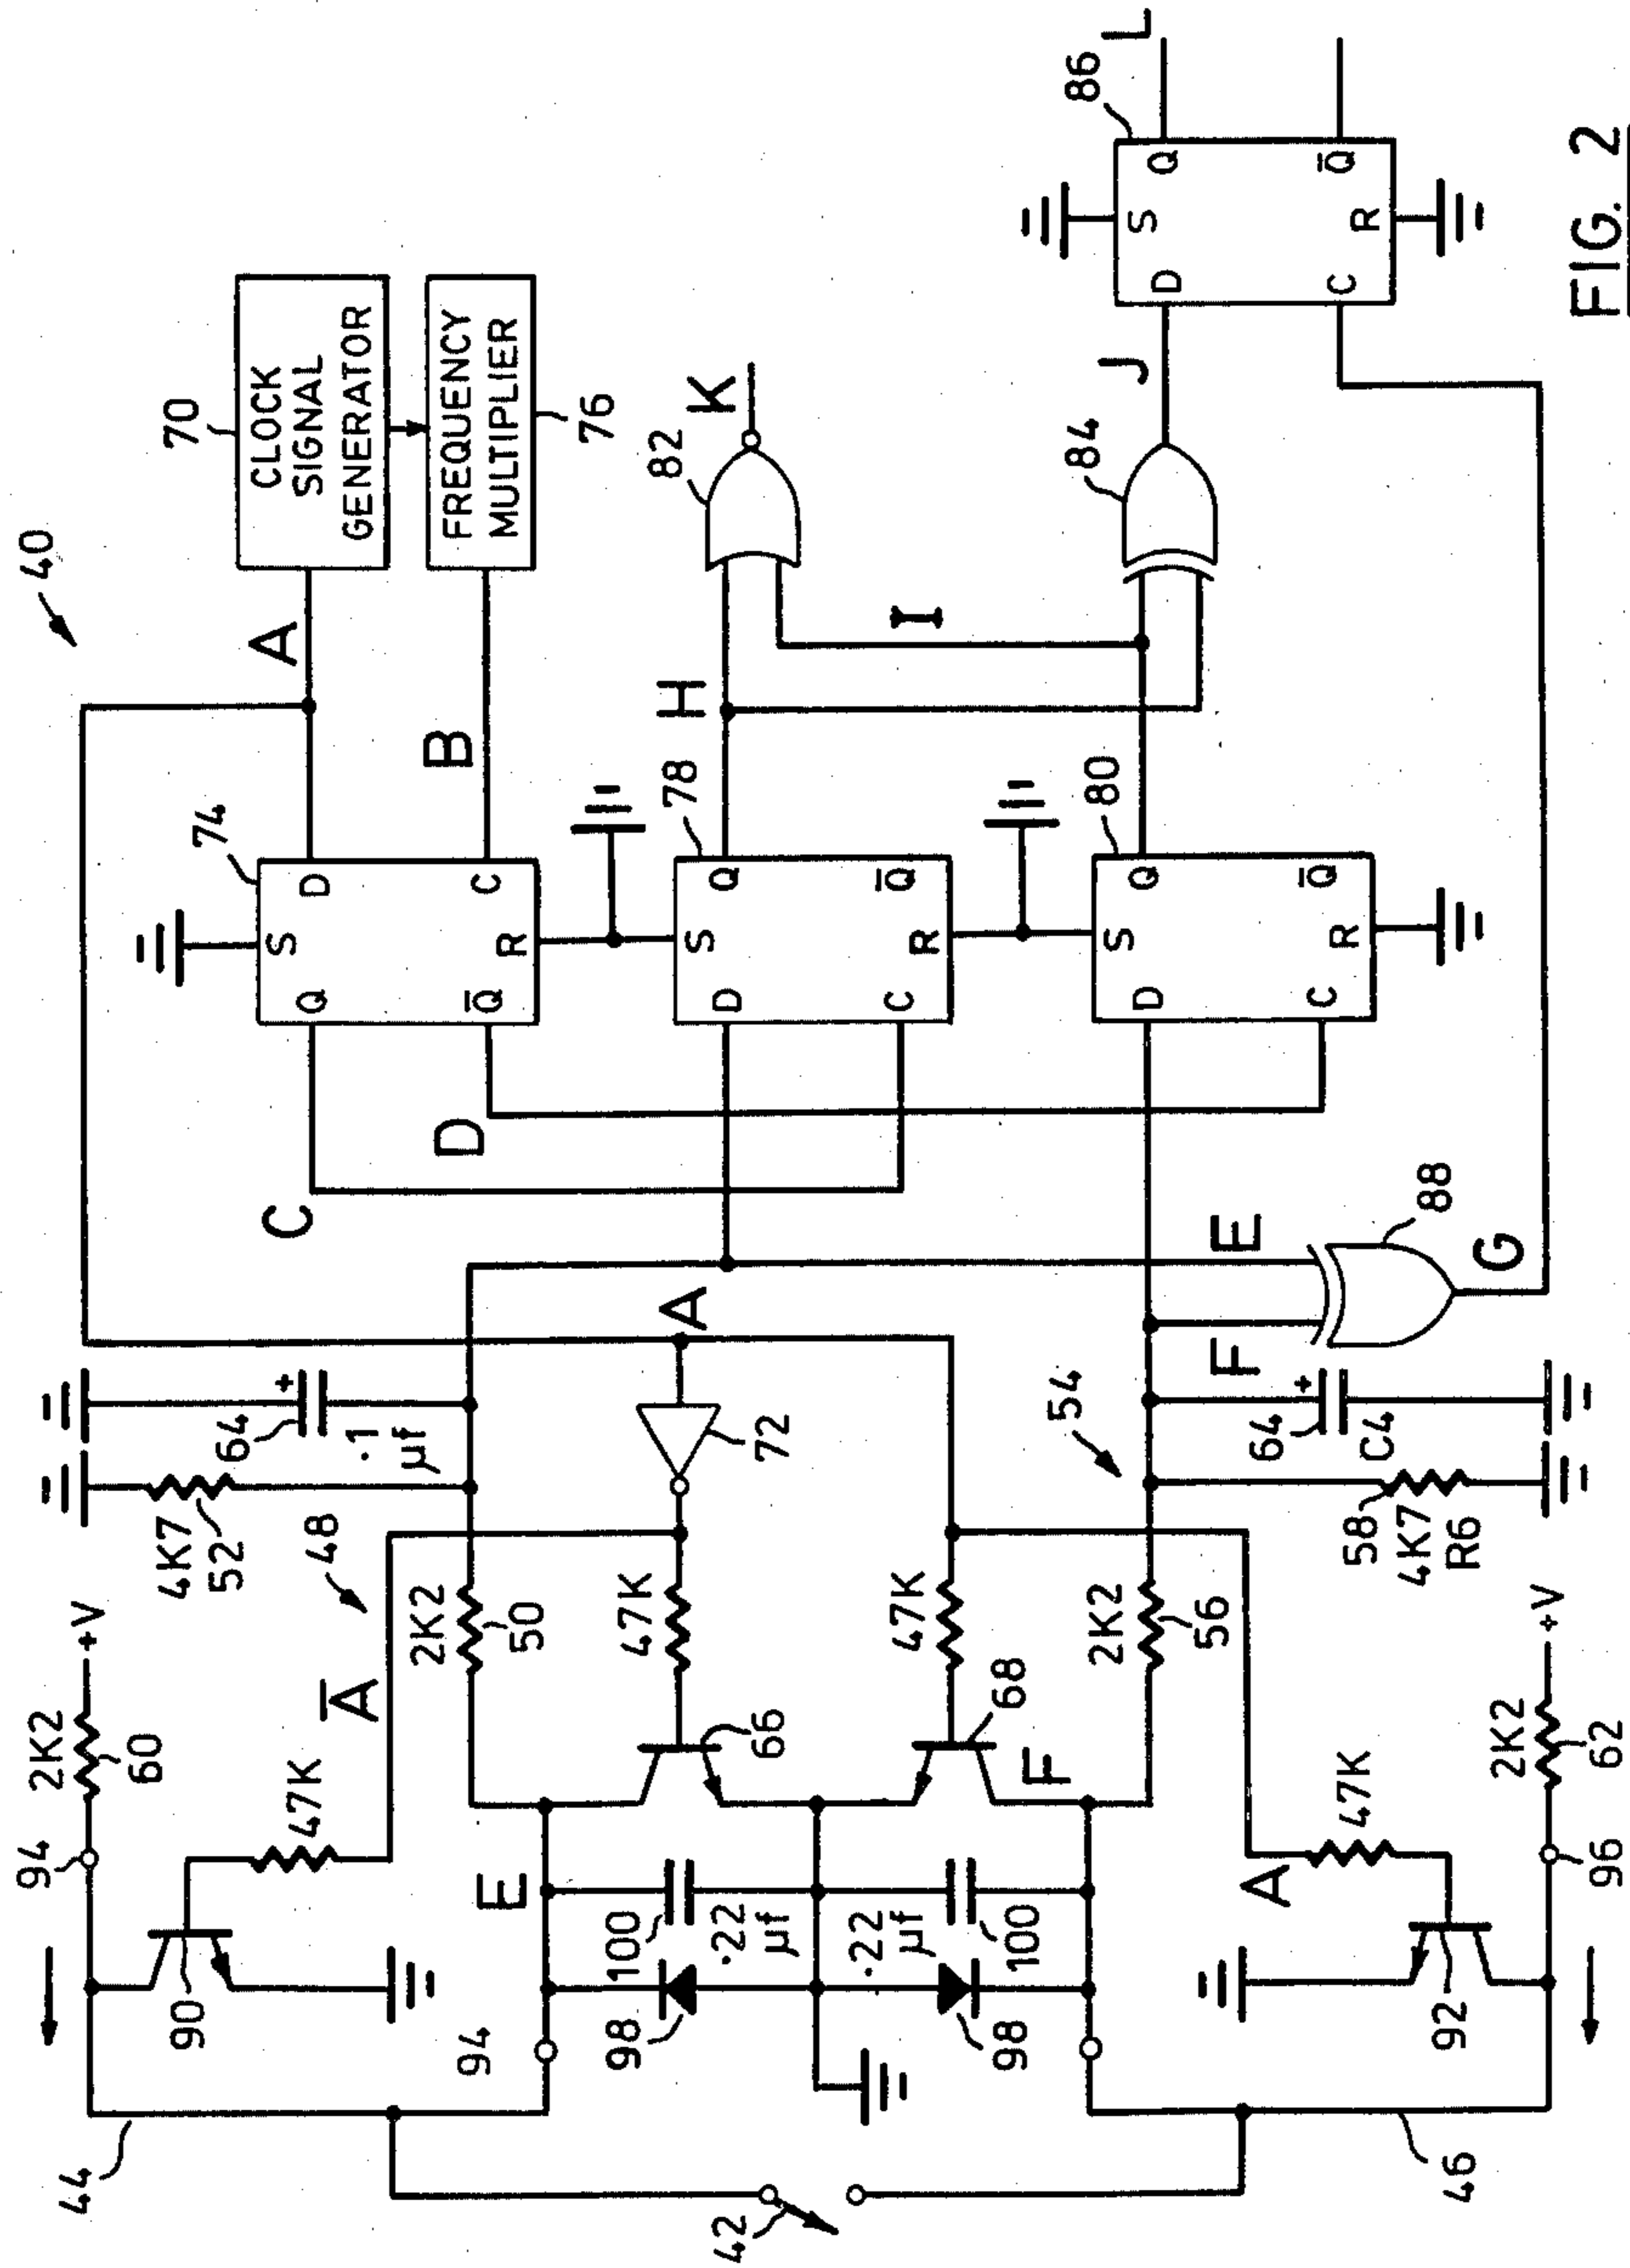 40
70
CLOCK
SIGNAL
GENERATOR
FREQUENCY
MULTIPLIER
76
A
B
74
S
Q
D
Q̅
C
R
C
D
78
S
D
Q
C
Q̅
R
H
80
S
D
Q
C
Q̅
R
I
82
K
84
J
86
S
D
Q
C
Q̅
R
L
E
F
88
G
+V
2K2
60
94
4K7
52
64
+
.1
µf
48
A̅
47K
90
44
2K2
50
A
72
47K
66
E
94
100
.22
µf
98
42
47K
68
F
.22
µf
100
98
54
2K2
56
64
+
C4
58
4K7
R6
A
47K
92
46
+V
2K2
62
96
FIG. 2